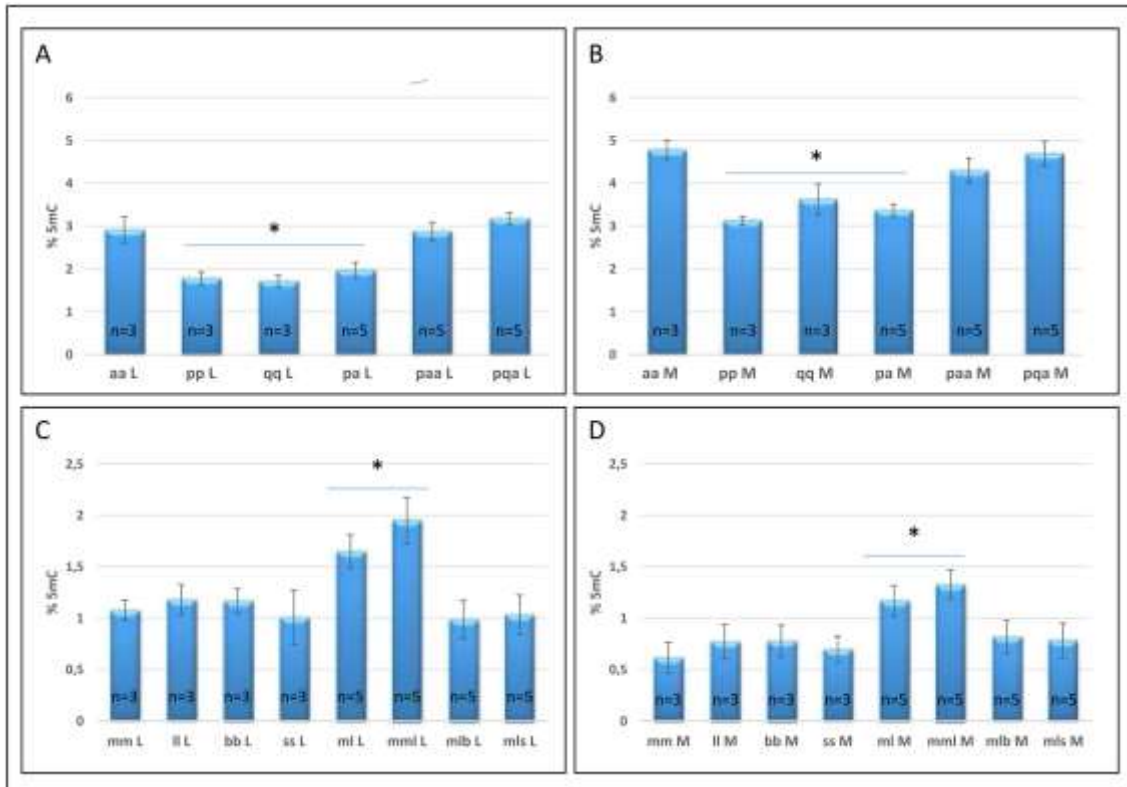 A
% 5mC
6
5
4
3
2
1
0
*
n=3 n=3 n=3 n=5 n=5 n=5
aa L pp L qq L pa L paa L pqa L
B
% 5mC
6
5
4
3
2
1
0
*
n=3 n=3 n=3 n=5 n=5 n=5
aa M pp M qq M pa M paa M pqa M
C
% 5mC
2,5
2
1,5
1
0,5
0
*
n=3 n=3 n=3 n=3 n=5 n=5 n=5 n=5
mm L ll L bb L ss L ml L mml L mlb L mls L
D
% 5mC
2,5
2
1,5
1
0,5
0
*
n=3 n=3 n=3 n=3 n=5 n=5 n=5 n=5
mm M ll M bb M ss M ml M mml M mlb M mls M